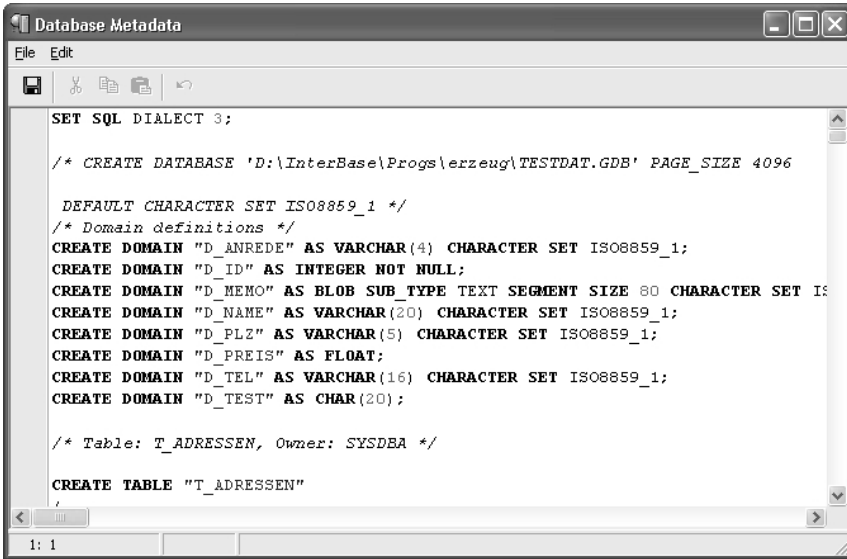 Database Metadata
File Edit
SET SQL DIALECT 3;
/* CREATE DATABASE 'D:\InterBase\Progs\erzeug\TESTDAT.GDB' PAGE_SIZE 4096
DEFAULT CHARACTER SET ISO8859_1 */
/* Domain definitions */
CREATE DOMAIN "D_ANREDE" AS VARCHAR(4) CHARACTER SET ISO8859_1;
CREATE DOMAIN "D_ID" AS INTEGER NOT NULL;
CREATE DOMAIN "D_MEMO" AS BLOB SUB_TYPE TEXT SEGMENT SIZE 80 CHARACTER SET
CREATE DOMAIN "D_NAME" AS VARCHAR(20) CHARACTER SET ISO8859_1;
CREATE DOMAIN "D_PLZ" AS VARCHAR(5) CHARACTER SET ISO8859_1;
CREATE DOMAIN "D_PREIS" AS FLOAT;
CREATE DOMAIN "D_TEL" AS VARCHAR(16) CHARACTER SET ISO8859_1;
CREATE DOMAIN "D_TEST" AS CHAR(20);
/* Table: T_ADRESSEN, Owner: SYSDBA */
CREATE TABLE "T_ADRESSEN"
1: 1